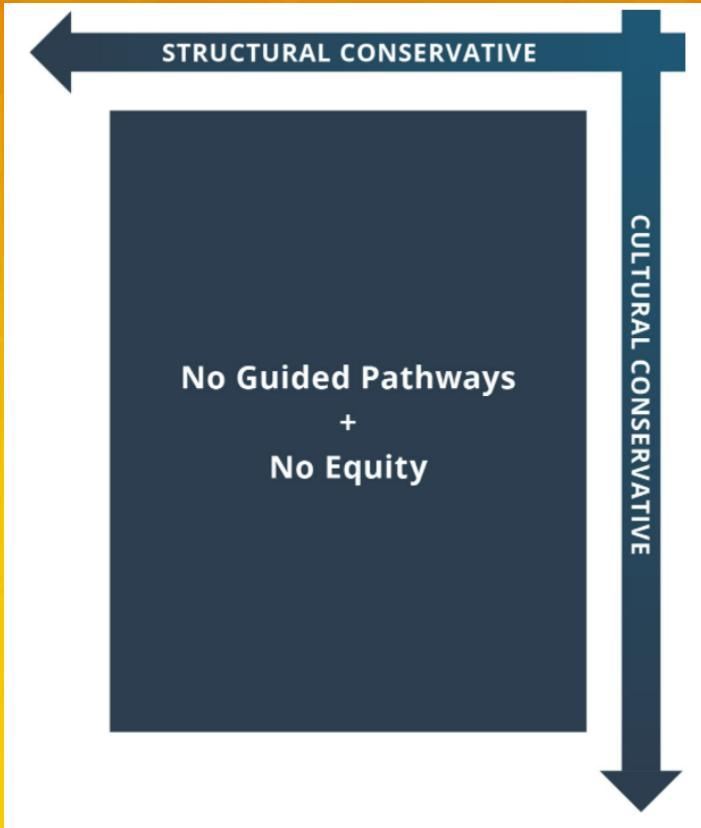 STRUCTURAL CONSERVATIVE
CULTURAL CONSERVATIVE
No Guided Pathways
+
No Equity